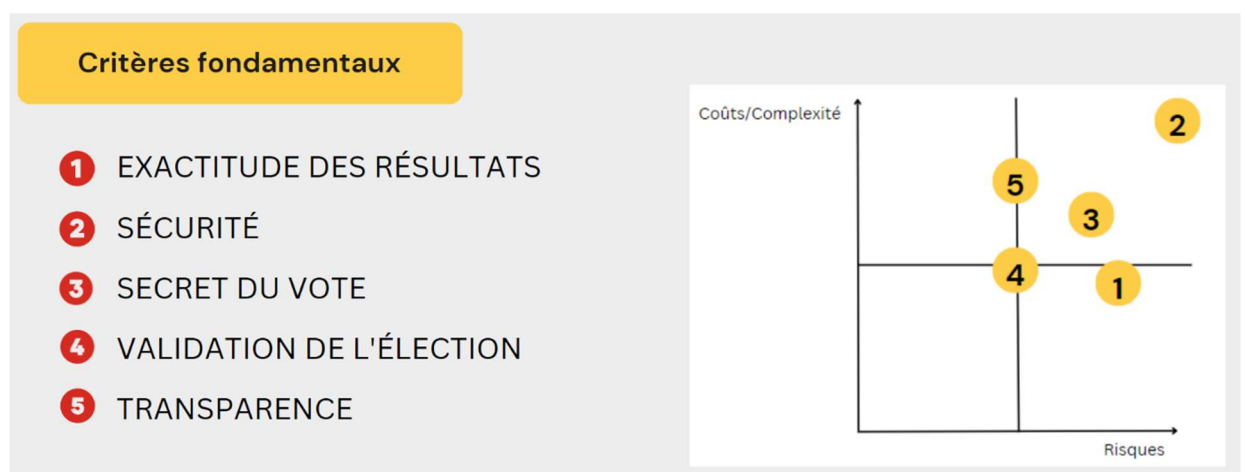 Critères fondamentaux
1 EXACTITUDE DES RÉSULTATS
2 SÉCURITÉ
3 SECRET DU VOTE
4 VALIDATION DE L'ÉLECTION
5 TRANSPARENCE
Coûts/Complexité
2
5
3
4
1
Risques